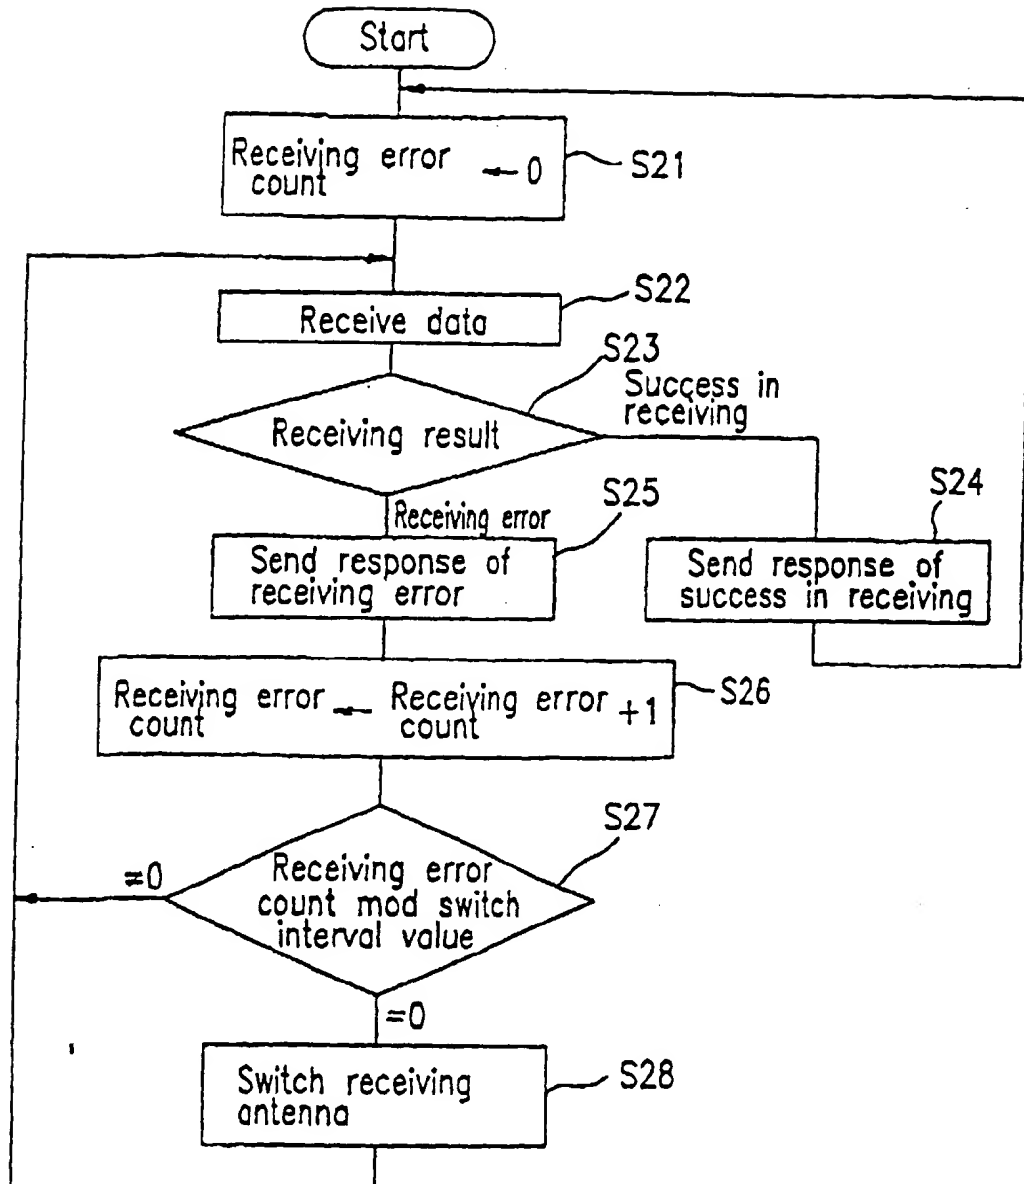 Start
Receiving error
count
← 0
S21
S22
Receive data
S23
Success in
receiving
Receiving result
S25
S24
Receiving error
Send response of
receiving error
Send response of
success in receiving
Receiving error
count
←
Receiving error
count
+1
S26
S27
≠0
Receiving error
count mod switch
interval value
=0
Switch receiving
antenna
S28